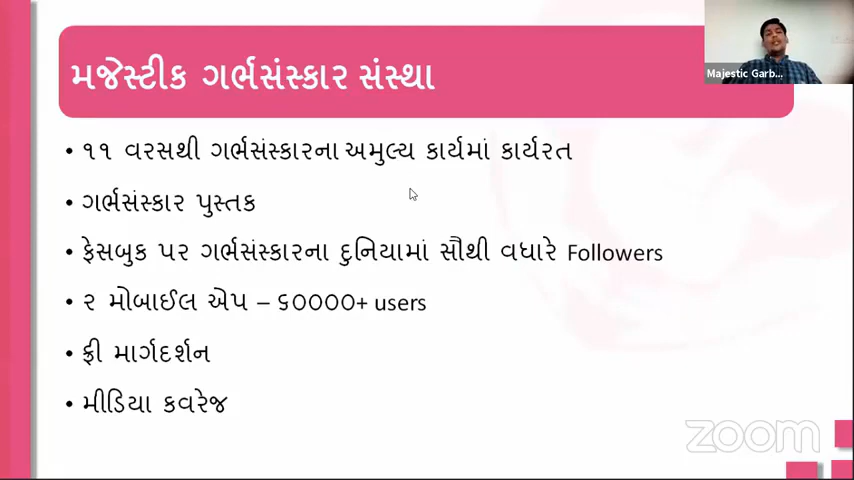 મજેસ્ટીક ગર્ભસંસ્કાર સંસ્થા
Majestic Garb...
• ૧૧ વરસથી ગર્ભસંસ્કારના અમુલ્ય કાર્યમાં કાર્યરત
• ગર્ભસંસ્કાર પુસ્તક
• ફેસબુક પર ગર્ભસંસ્કારના દુનિયામાં સૌથી વધારે Followers
• ૨ મોબાઈલ એપ – ૬૦૦૦૦+ users
• ફ્રી માર્ગદર્શન
• મીડિયા કવરેજ
zoom